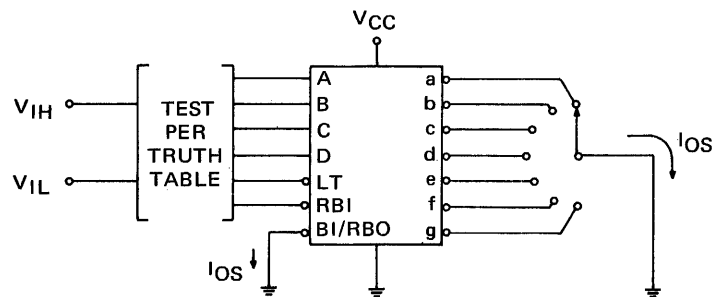 VCC
VIH
VIL
TEST
PER
TRUTH
TABLE
A
B
C
D
LT
RBI
BI/RBO
a
b
c
d
e
f
g
IOS
IOS